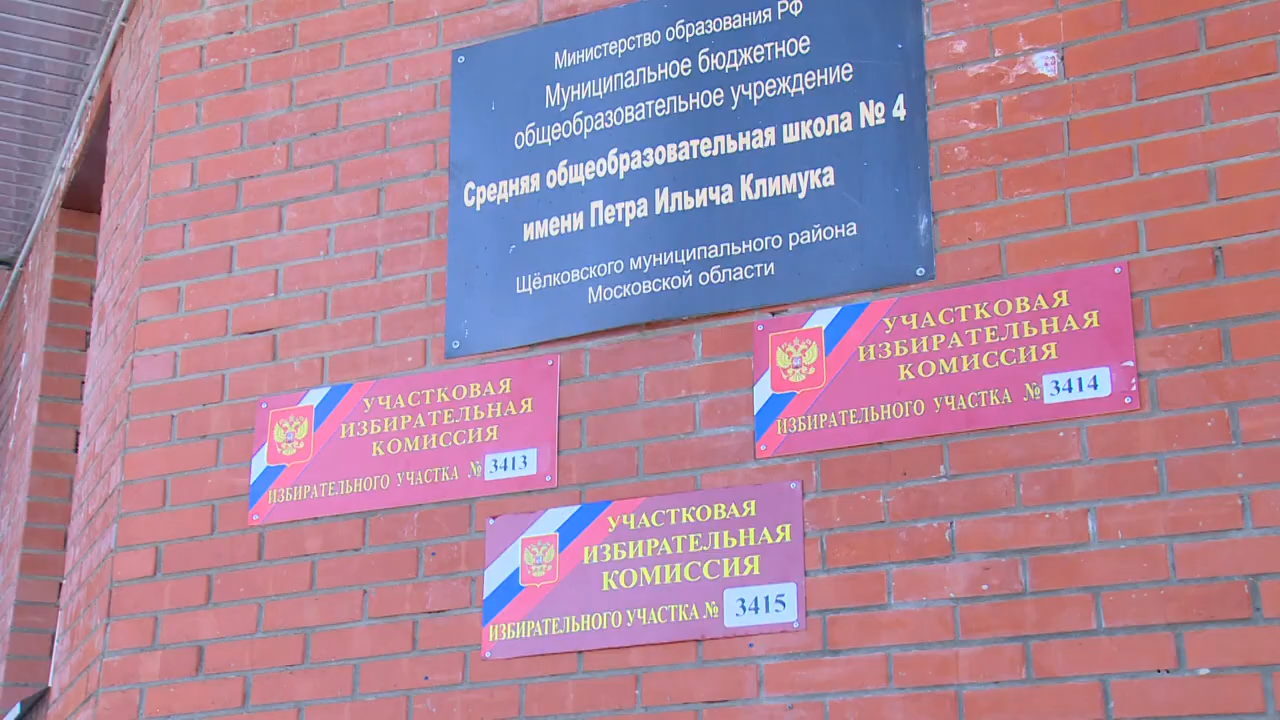 Министерство образования РФ
Муниципальное бюджетное
общеобразовательное учреждение
Средняя общеобразовательная школа № 4
имени Петра Ильича Климука
Щёлковского муниципального района
Московской области
УЧАСТКОВАЯ
ИЗБИРАТЕЛЬНАЯ
КОМИССИЯ
ИЗБИРАТЕЛЬНОГО УЧАСТКА № 3414
УЧАСТКОВАЯ
ИЗБИРАТЕЛЬНАЯ
КОМИССИЯ
ИЗБИРАТЕЛЬНОГО УЧАСТКА № 3413
УЧАСТКОВАЯ
ИЗБИРАТЕЛЬНАЯ
КОМИССИЯ
ИЗБИРАТЕЛЬНОГО УЧАСТКА № 3415